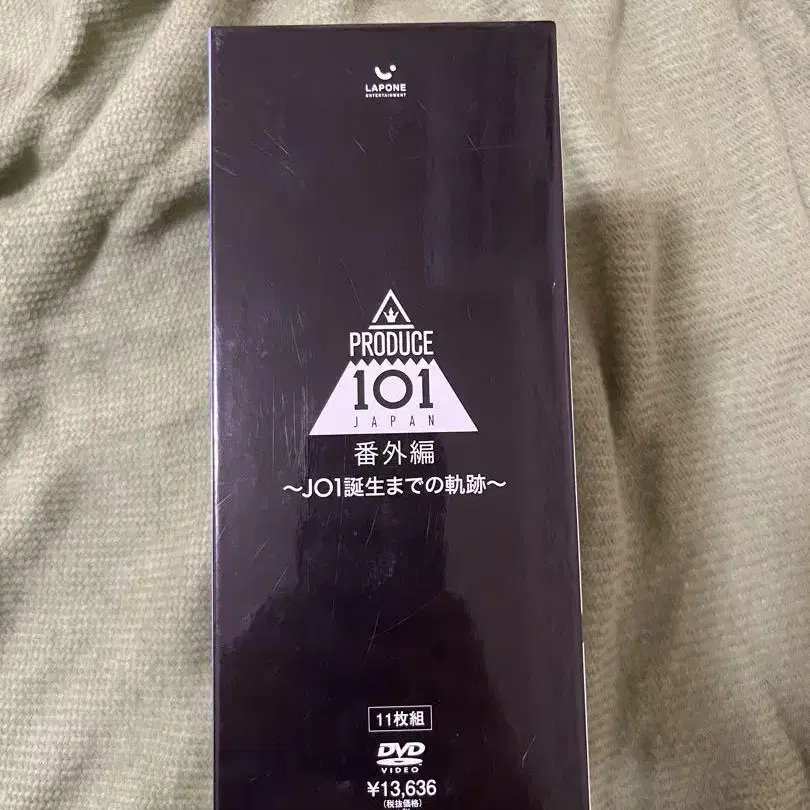 LAPONE
ENTERTAINMENT
PRODUCE
101
JAPAN
番外編
～JO1誕生までの軌跡～
11枚組
DVD
VIDEO
¥13,636
(税抜価格)